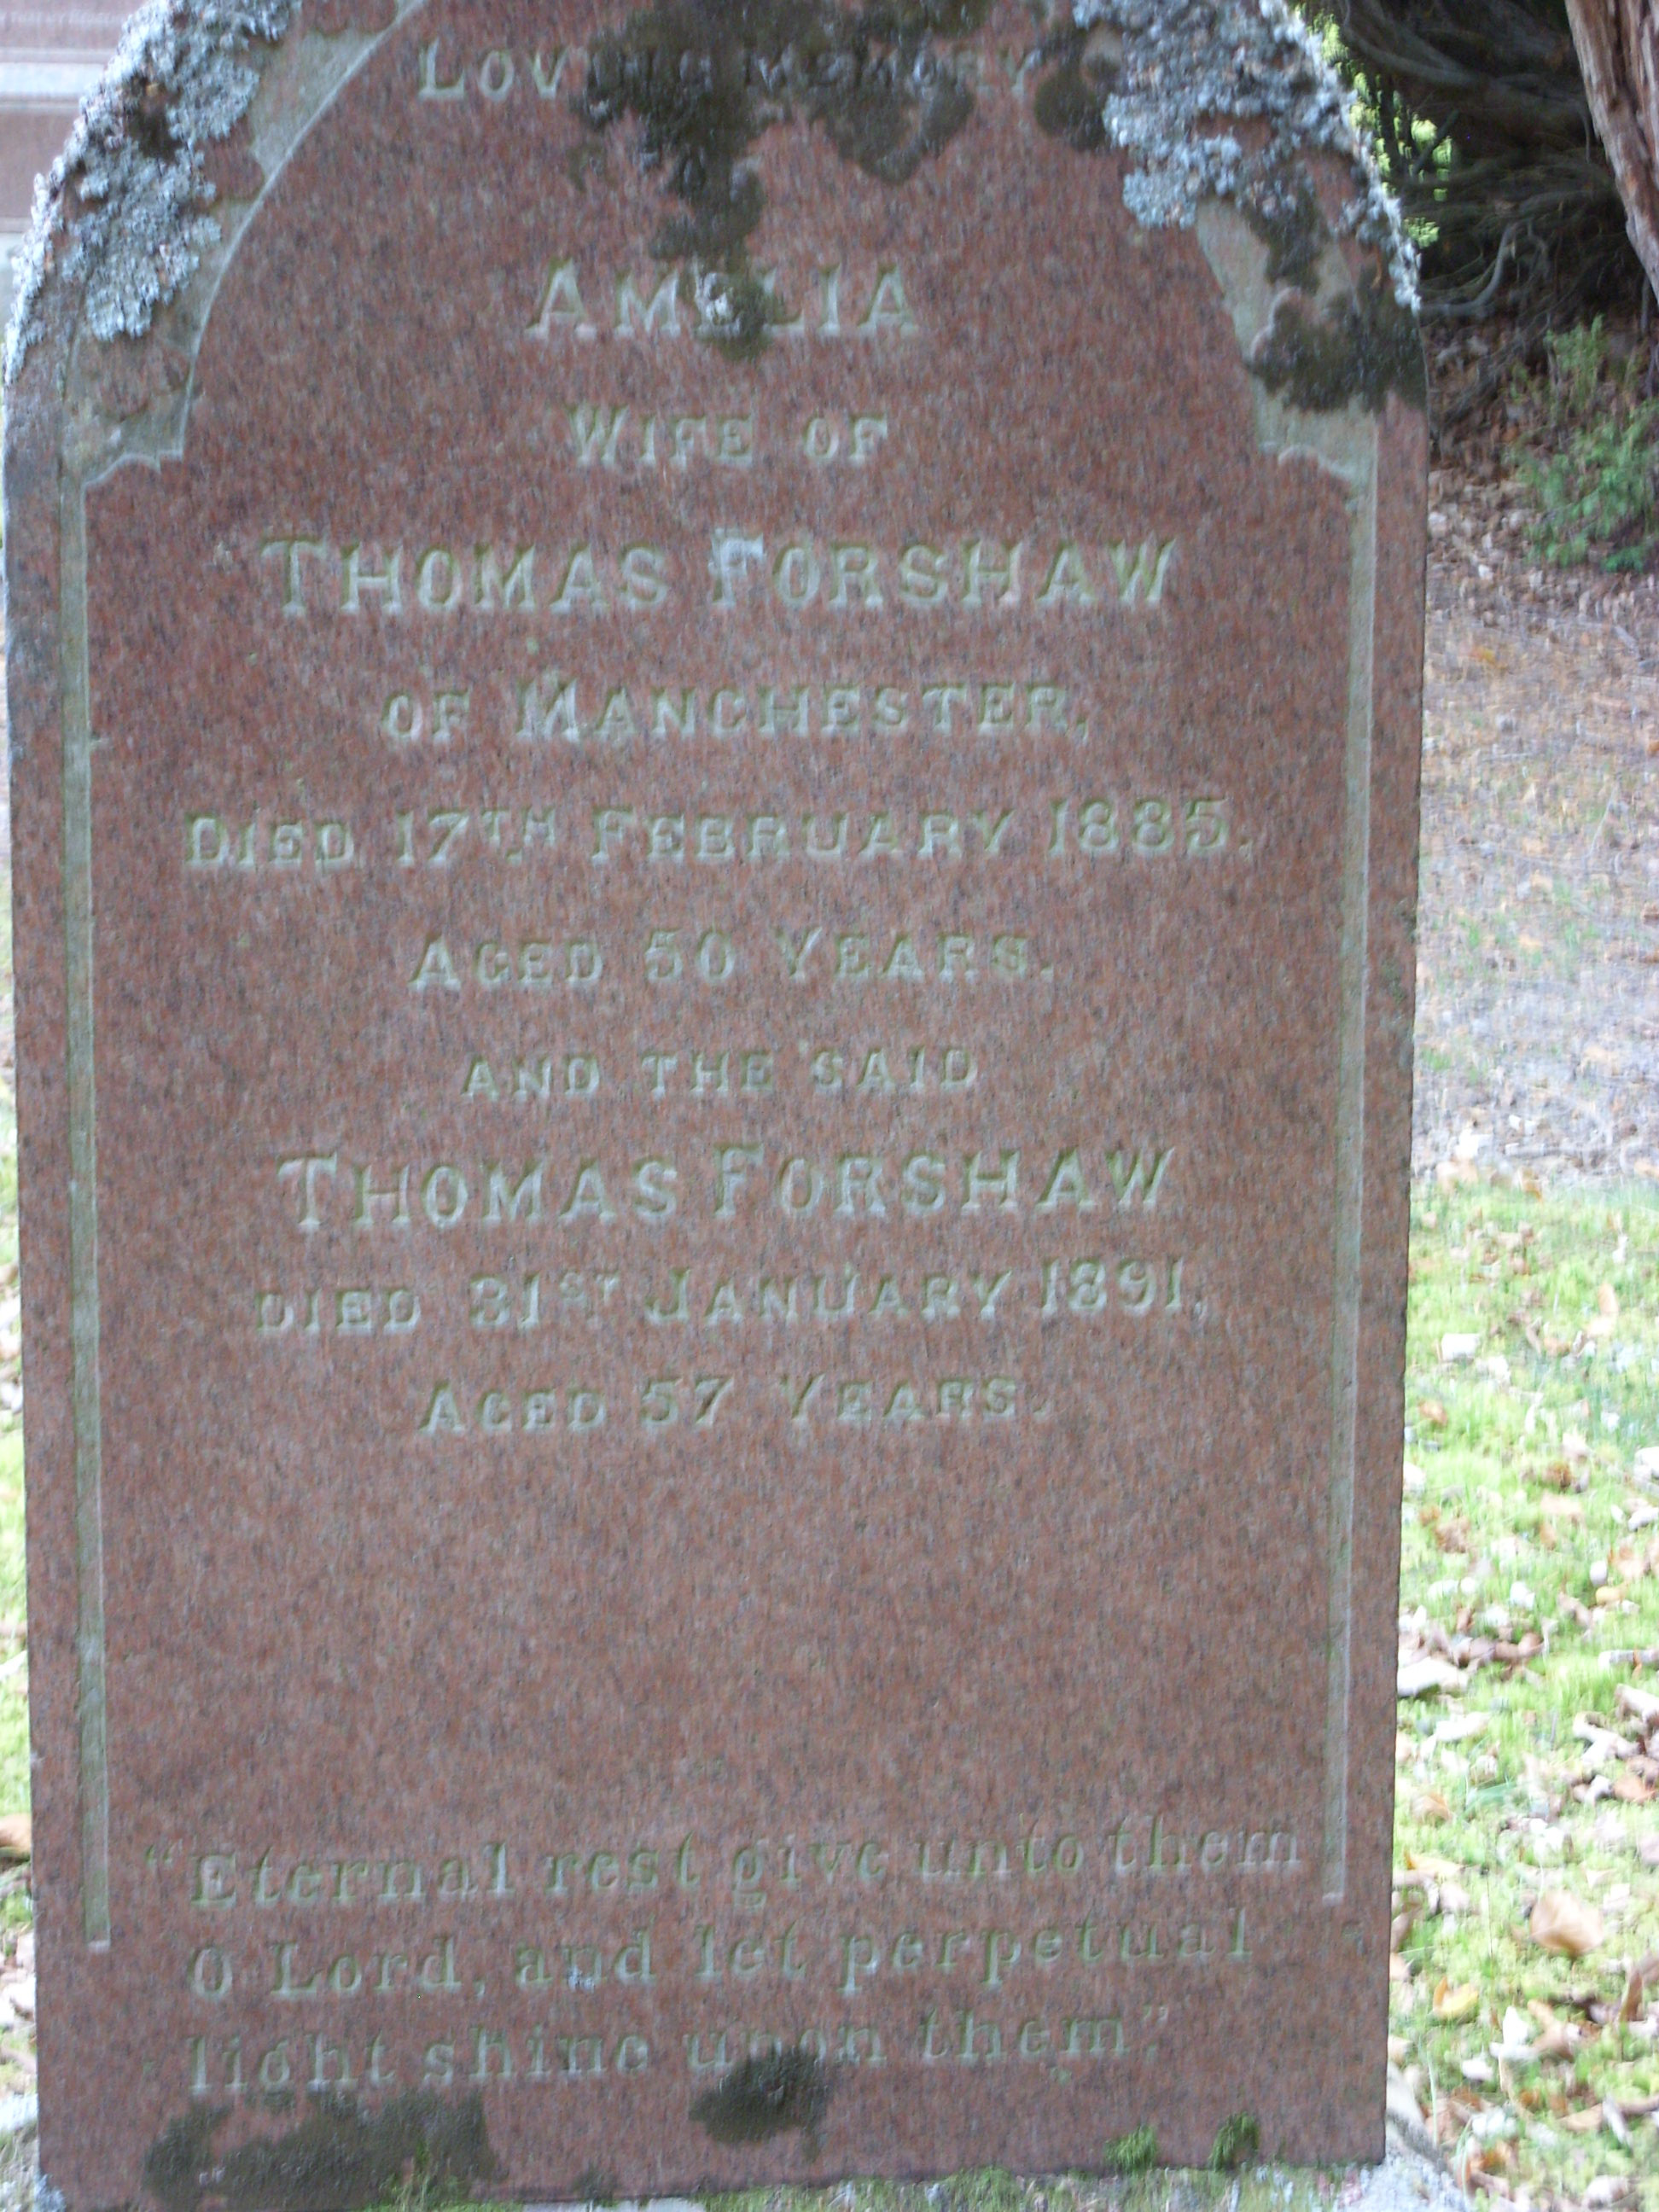 LOVING MEMORY
AMELIA
WIFE OF
THOMAS FORSHAW
OF MANCHESTER,
DIED 17TH FEBRUARY 1885.
AGED 50 YEARS.
AND THE SAID
THOMAS FORSHAW
DIED 31ST JANUARY 1891,
AGED 57 YEARS.
"Eternal rest give unto them
O Lord, and let perpetual
light shine upon them."